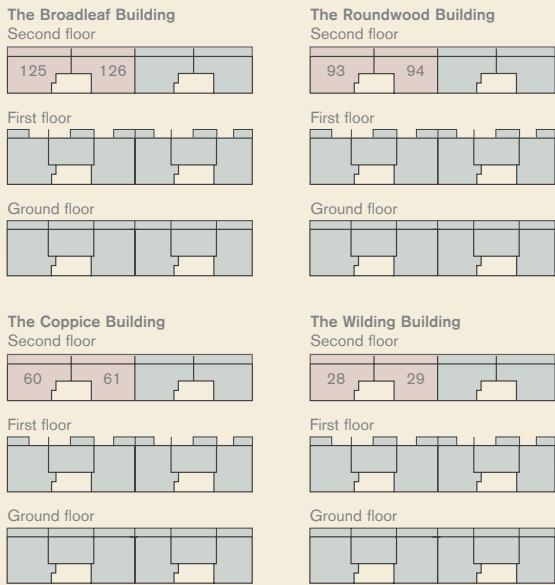 The Broadleaf Building
Second floor
125 126
First floor
Ground floor
The Roundwood Building
Second floor
93 94
First floor
Ground floor
The Coppice Building
Second floor
60 61
First floor
Ground floor
The Wilding Building
Second floor
28 29
First floor
Ground floor